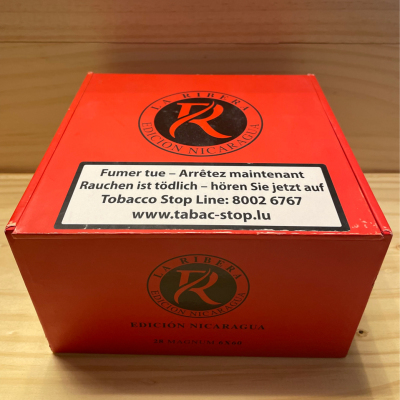 LA RIBERA
R
EDICION NICARAGUA
Fumer tue – Arrêtez maintenant
Rauchen ist tödlich – hören Sie jetzt auf
Tobacco Stop Line: 8002 6767
www.tabac-stop.lu
LA RIBERA
R
EDICION NICARAGUA
EDICION NICARAGUA
MAGNUM